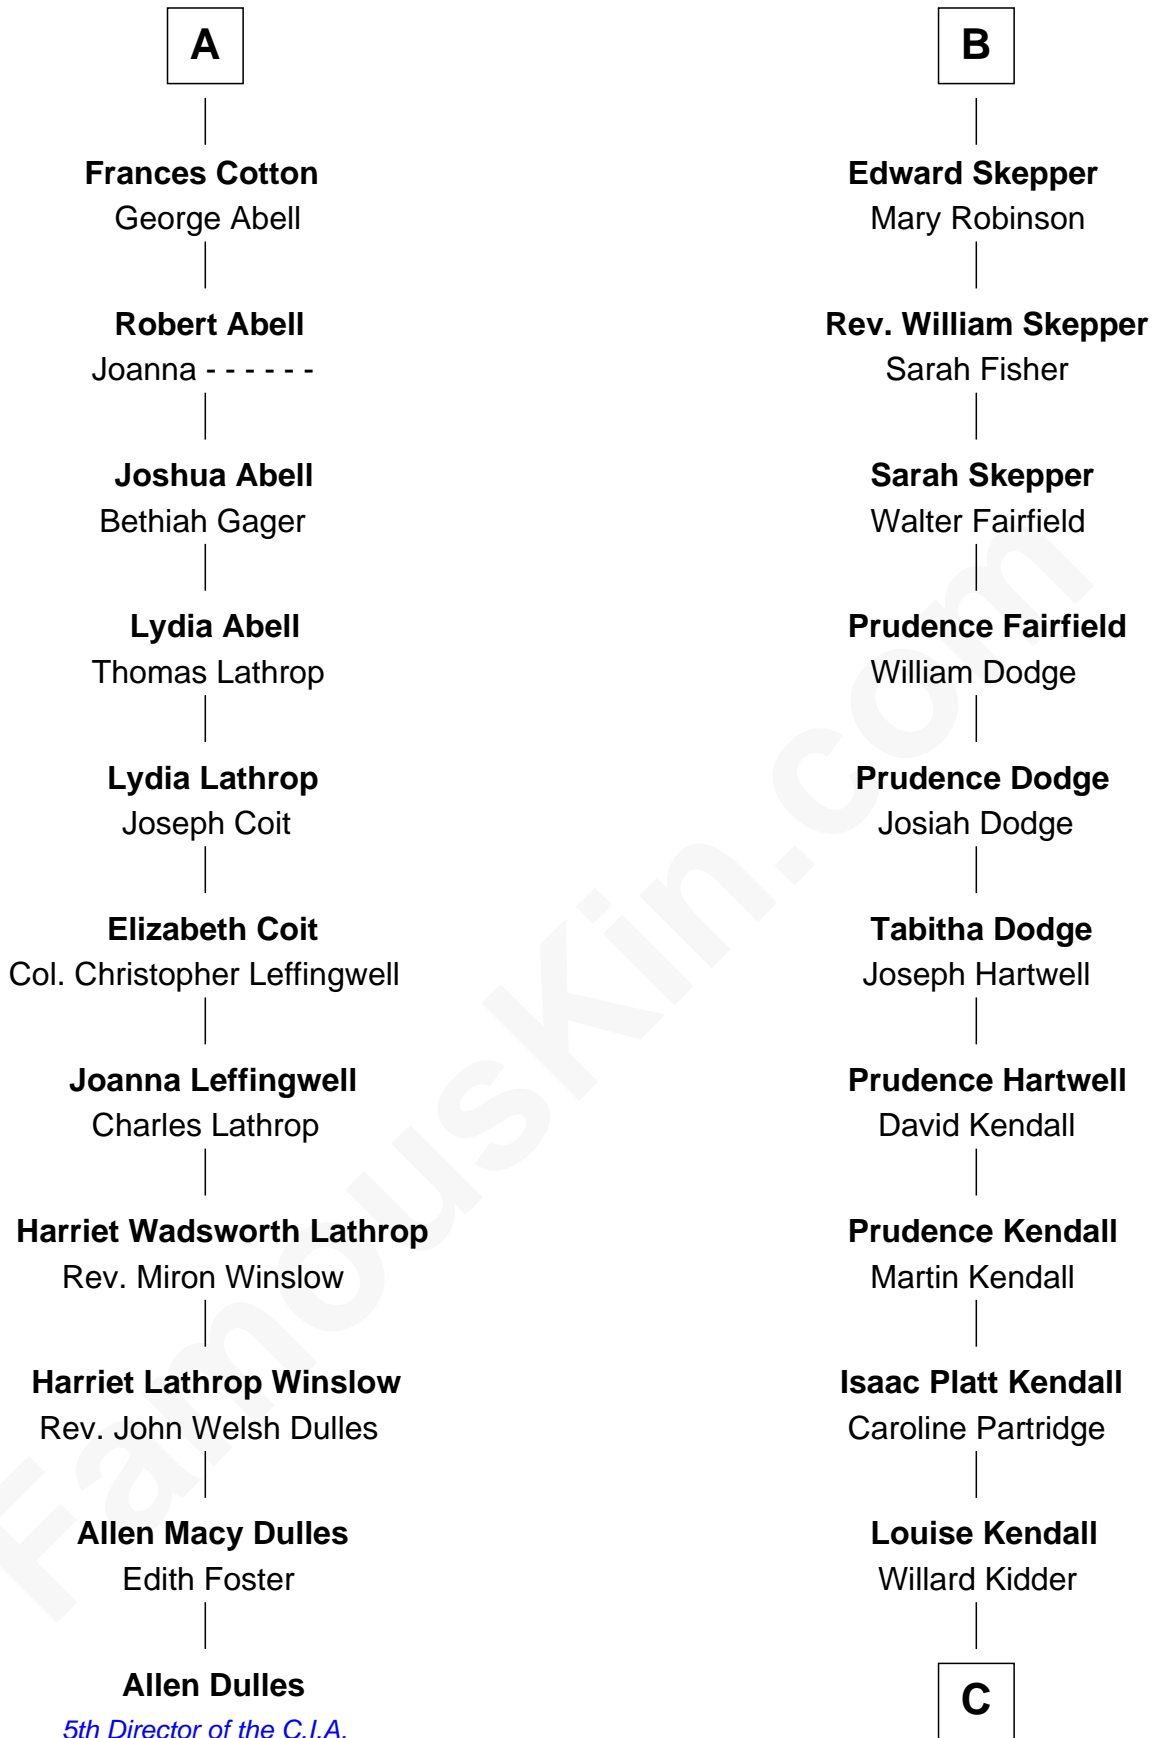 A
Frances Cotton
George Abell
Robert Abell
Joanna - - - - - -
Joshua Abell
Bethiah Gager
Lydia Abell
Thomas Lathrop
Lydia Lathrop
Joseph Coit
Elizabeth Coit
Col. Christopher Leffingwell
Joanna Leffingwell
Charles Lathrop
Harriet Wadsworth Lathrop
Rev. Miron Winslow
Harriet Lathrop Winslow
Rev. John Welsh Dulles
Allen Macy Dulles
Edith Foster
Allen Dulles
5th Director of the C.I.A.
B
Edward Skepper
Mary Robinson
Rev. William Skepper
Sarah Fisher
Sarah Skepper
Walter Fairfield
Prudence Fairfield
William Dodge
Prudence Dodge
Josiah Dodge
Tabitha Dodge
Joseph Hartwell
Prudence Hartwell
David Kendall
Prudence Kendall
Martin Kendall
Isaac Platt Kendall
Caroline Partridge
Louise Kendall
Willard Kidder
C
FamousKin.com